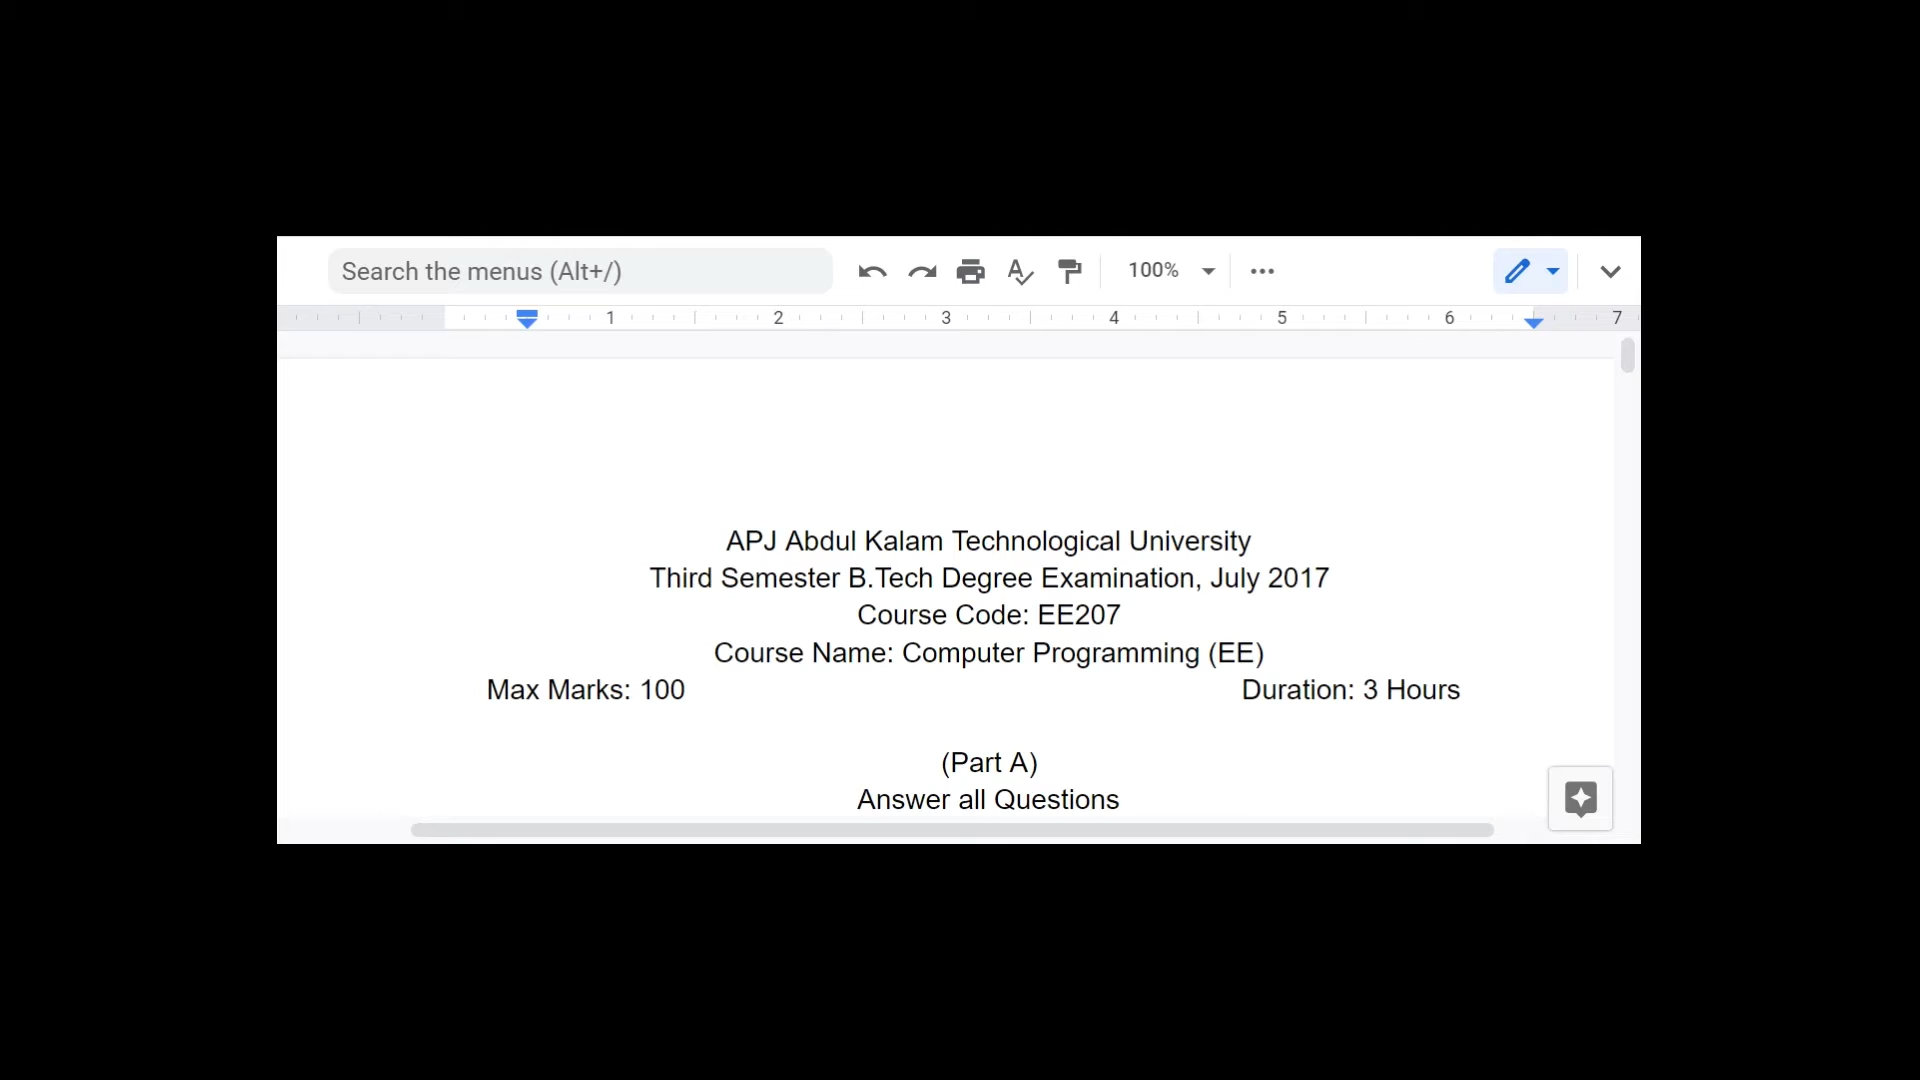 Search the menus (Alt+/)
100%
1 2 3 4 5 6 7
APJ Abdul Kalam Technological University
Third Semester B.Tech Degree Examination, July 2017
Course Code: EE207
Course Name: Computer Programming (EE)
Max Marks: 100 Duration: 3 Hours
(Part A)
Answer all Questions